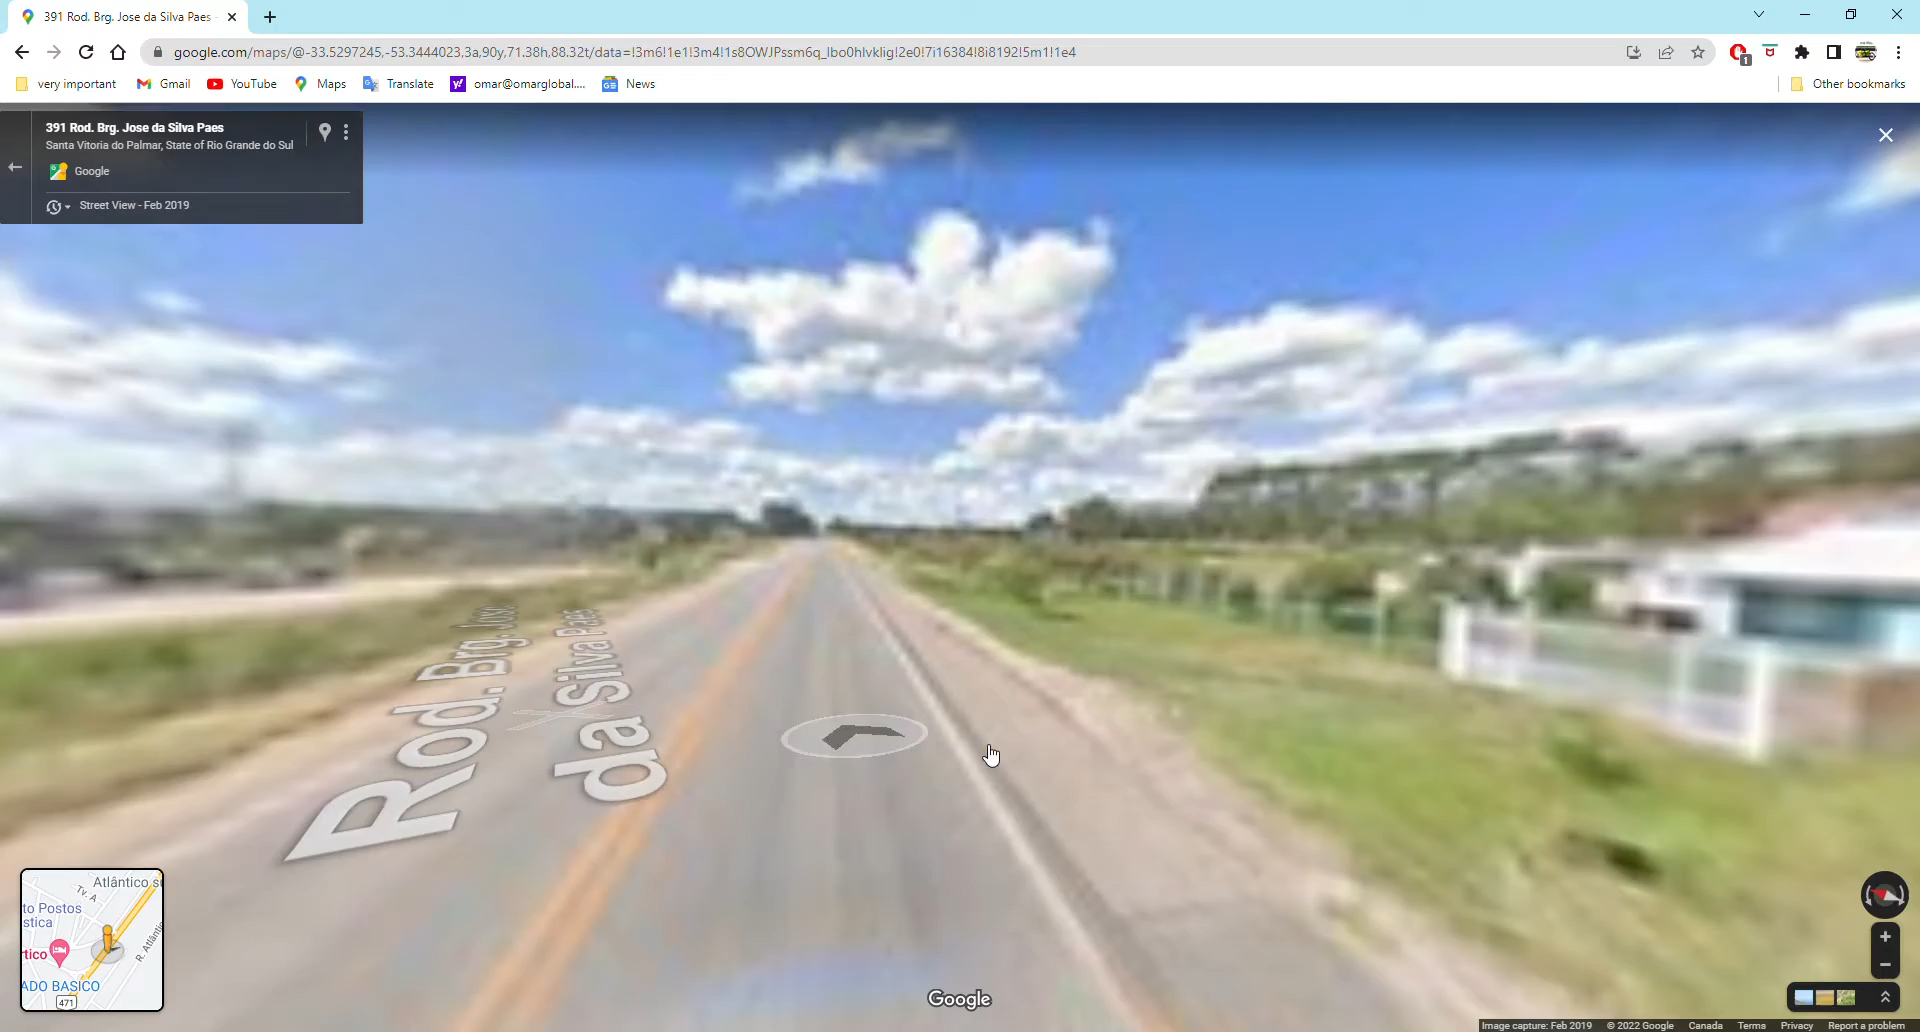 391 Rod. Brg. Jose da Silva Paes -
google.com/maps/@-33.5297245,-53.3444023,3a,90y,71.38h,88.32t/data=!3m6!1e1!3m4!1s8OWJPssm6q_Ibo0hIvkIig!2e0!7i16384!8i8192!5m1!1e4
1
very important
Gmail
YouTube
Maps
Translate
omar@omarglobal....
News
Other bookmarks
391 Rod. Brg. Jose da Silva Paes
Santa Vitoria do Palmar, State of Rio Grande do Sul
Google
Street View - Feb 2019
Rod. Brg. Jose
da Silva Paes
Atlântico s
Tv. A
to Postos
stica
tico
R. Atlântic
ADO BASICO
471
Google
Image capture: Feb 2019 © 2022 Google Canada Terms Privacy Report a problem